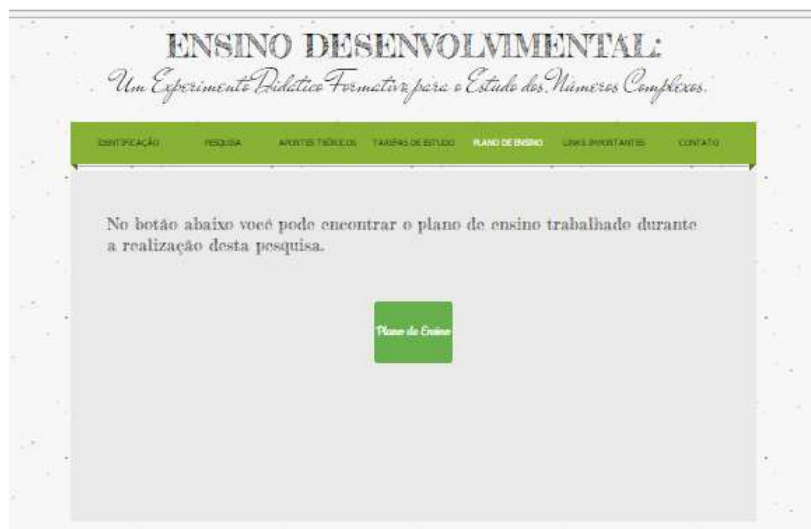 ENSINO DESENVOLVIMENTAL:
Um Experimento Didático Formativo para o Estudo dos Números Complexos.
IDENTIFICAÇÃO PESQUISA APORTES TEÓRICOS TAREFAS DE ESTUDO PLANO DE ENSINO LINKS IMPORTANTES CONTATO
No botão abaixo você pode encontrar o plano de ensino trabalhado durante
a realização desta pesquisa.
Plano de Ensino